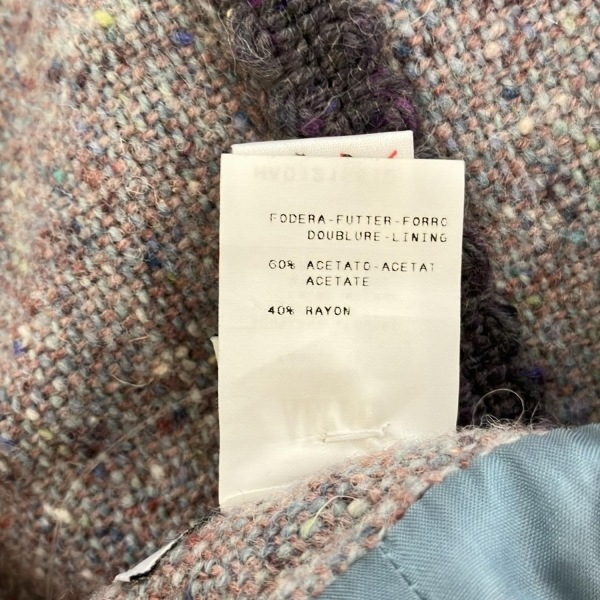 FODERA-FUTTER-FORRO
DOUBLURE-LINING
60% ACETATO-ACETAT
ACETATE
40% RAYON